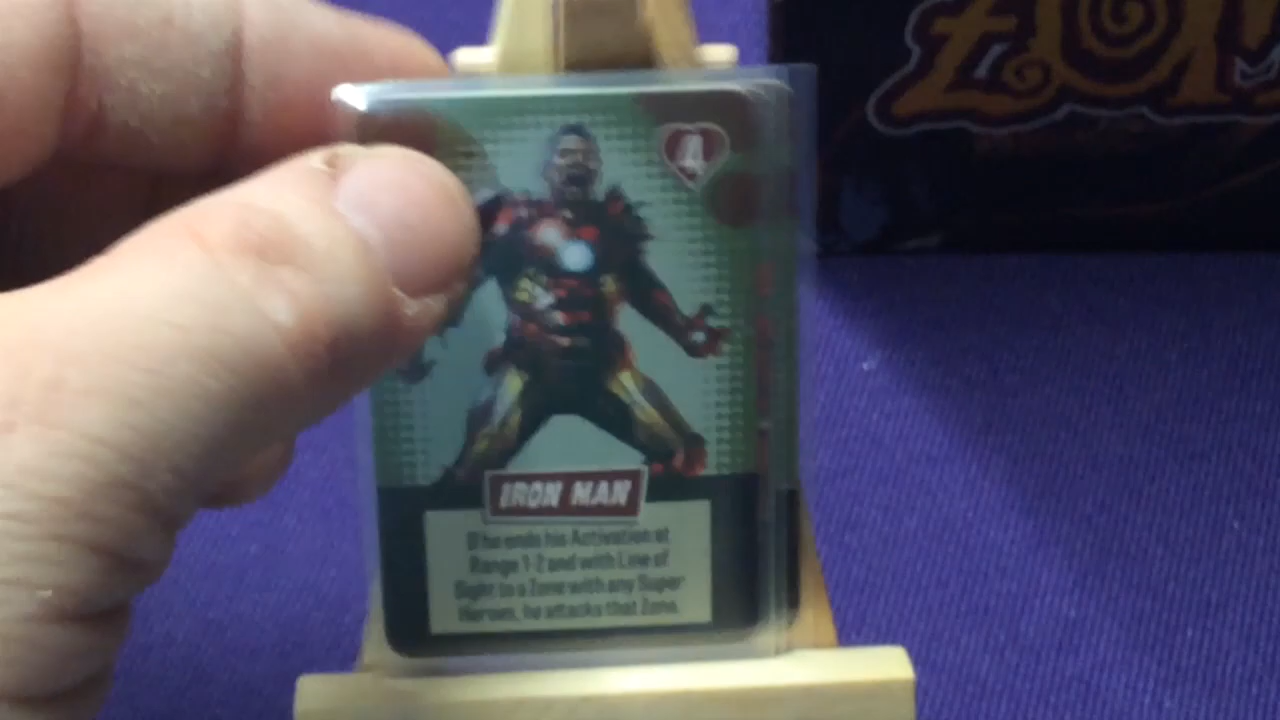 4
IRON MAN
If he ends his Activation at
Range 1-2 and with Line of
Sight to a Zone with any Super
Heroes, he attacks that Zone.